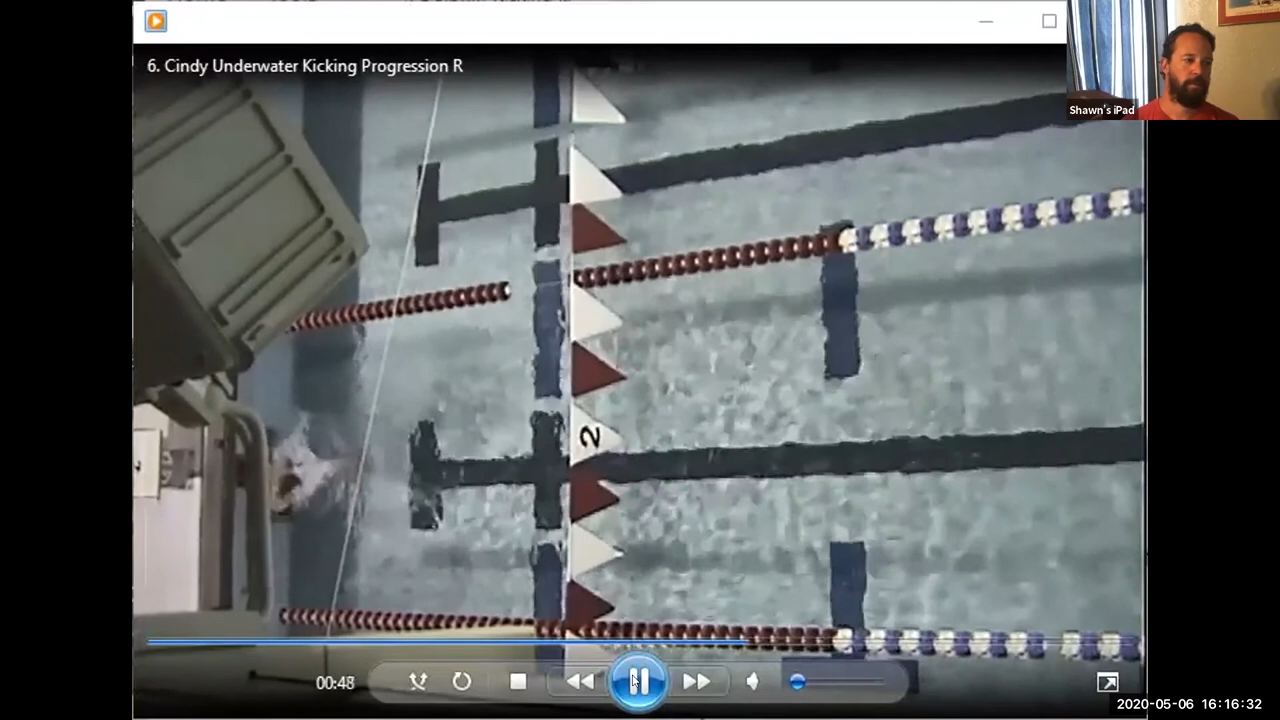 6. Cindy Underwater Kicking Progression R
Shawn's iPad
2
00:48
2020-05-06 16:16:32